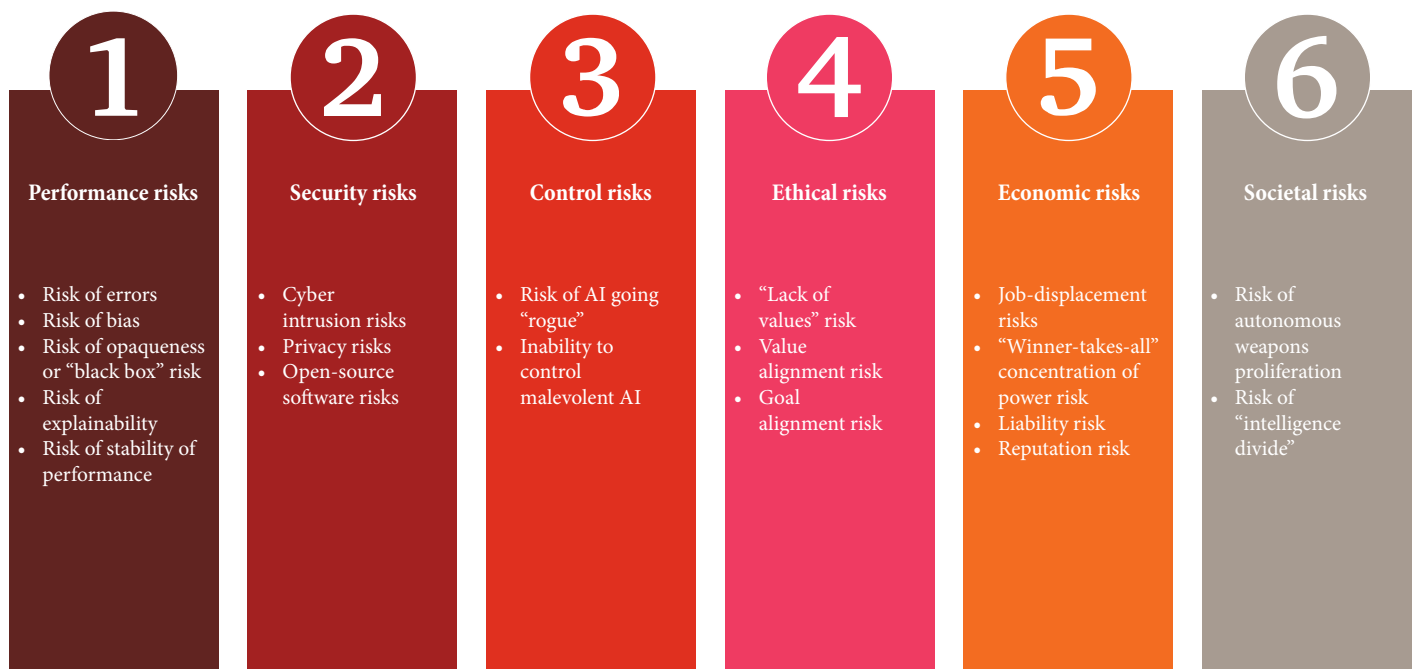 1
Performance risks
• Risk of errors
• Risk of bias
• Risk of opaqueness
or “black box” risk
• Risk of
explainability
• Risk of stability of
performance
2
Security risks
• Cyber
intrusion risks
• Privacy risks
• Open-source
software risks
3
Control risks
• Risk of AI going
“rogue”
• Inability to
control
malevolent AI
4
Ethical risks
• “Lack of
values” risk
• Value
alignment risk
• Goal
alignment risk
5
Economic risks
• Job-displacement
risks
• “Winner-takes-all”
concentration of
power risk
• Liability risk
• Reputation risk
6
Societal risks
• Risk of
autonomous
weapons
proliferation
• Risk of
“intelligence
divide”